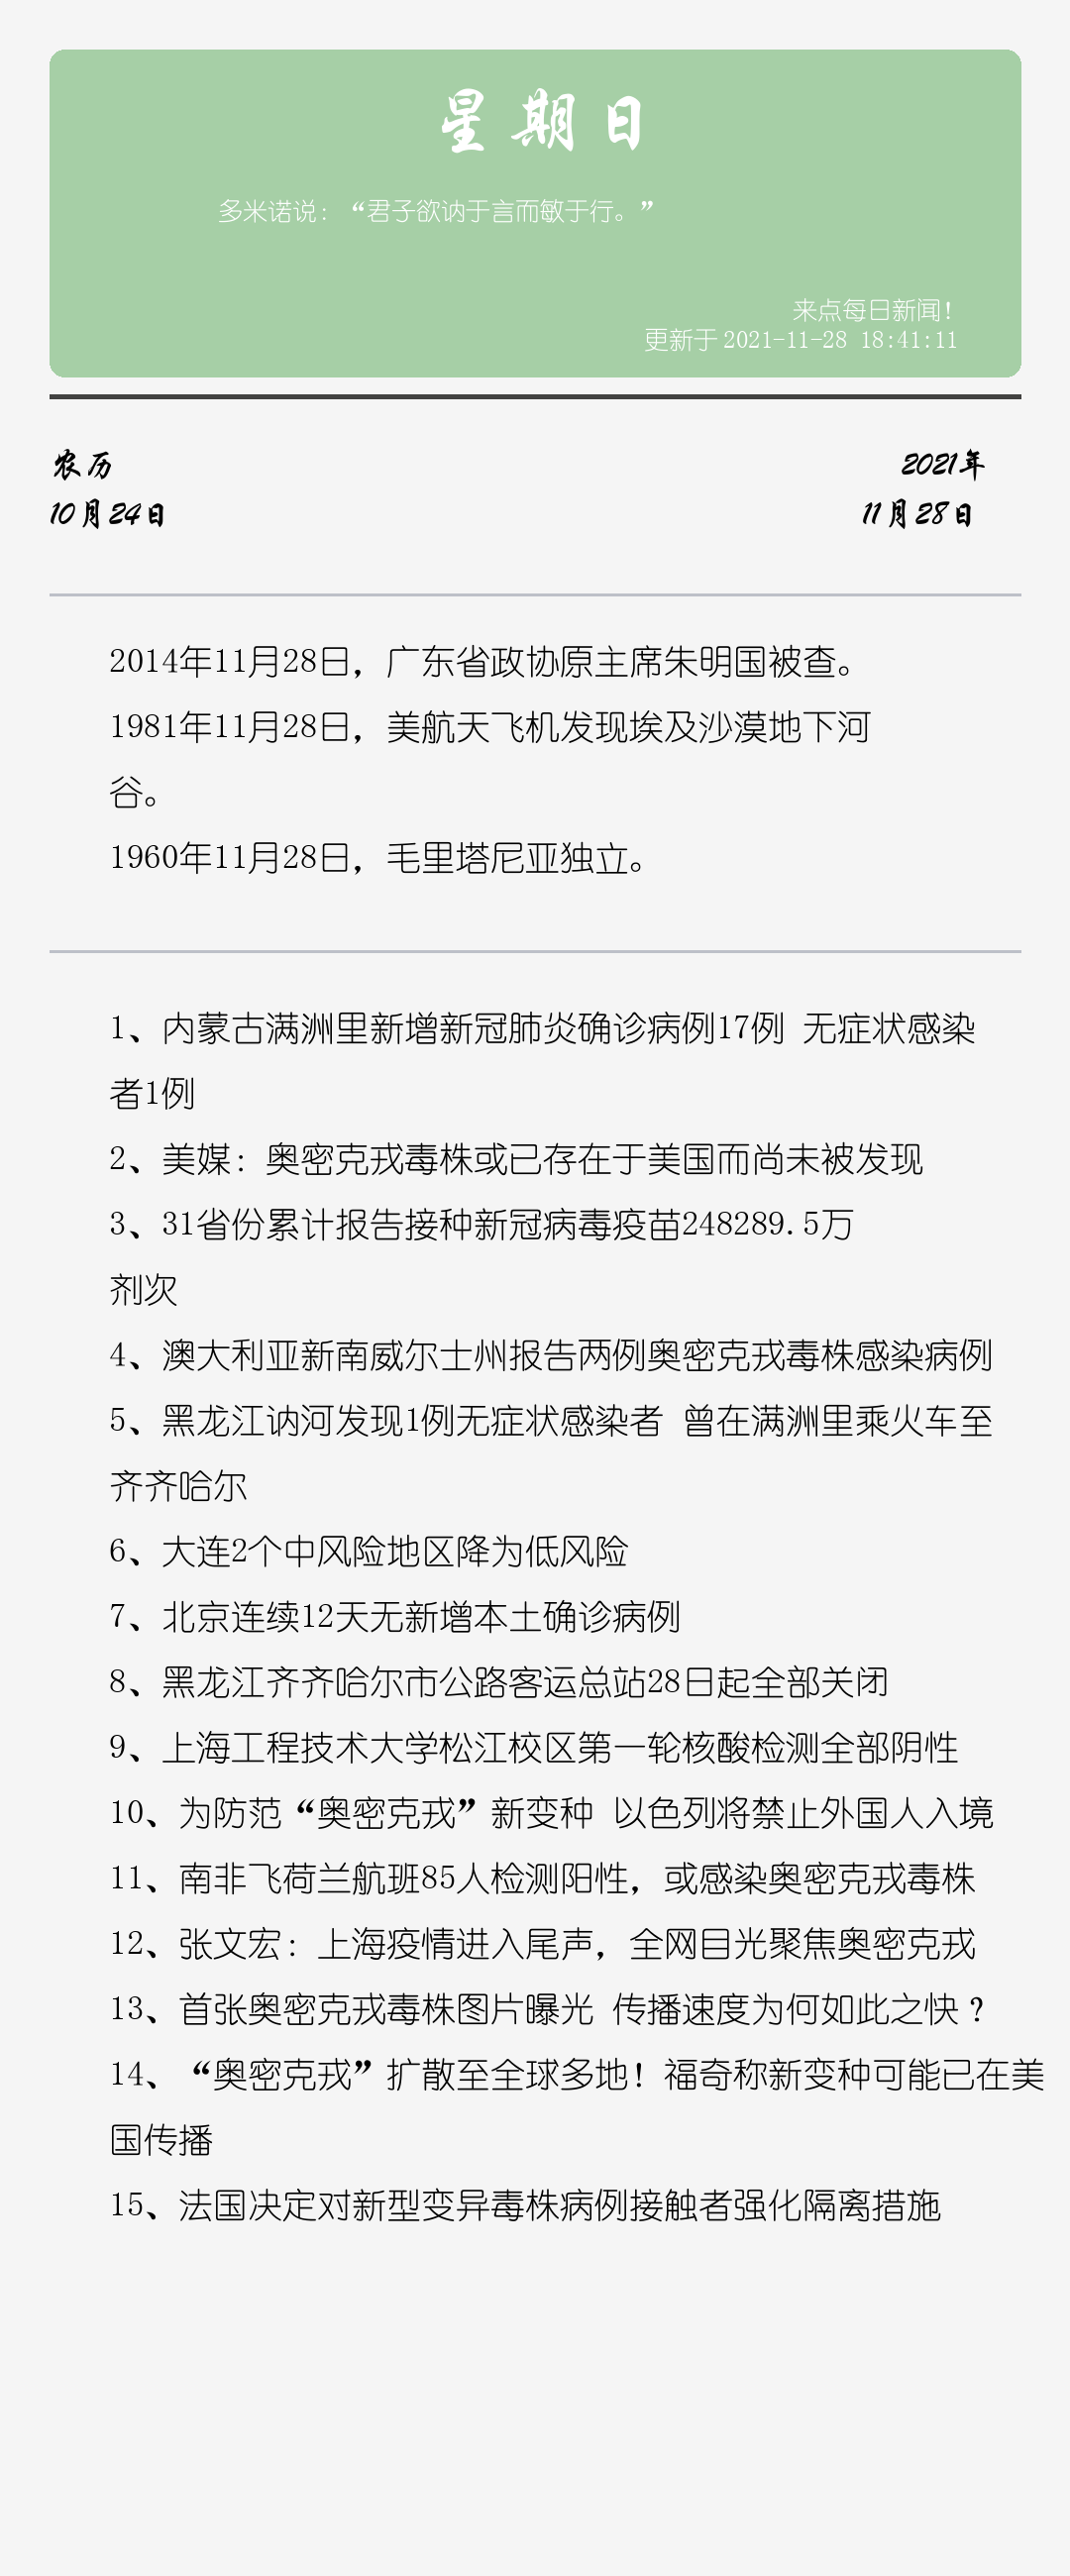 星期日
多米诺说：“君子欲讷于言而敏于行。”
来点每日新闻！
更新于 2021-11-28 18:41:11
农历
2021年
10月24日
11月28日
2014年11月28日，广东省政协原主席朱明国被查。
1981年11月28日，美航天飞机发现埃及沙漠地下河
谷。
1960年11月28日，毛里塔尼亚独立。
1、内蒙古满洲里新增新冠肺炎确诊病例17例 无症状感染
者1例
2、美媒：奥密克戎毒株或已存在于美国而尚未被发现
3、31省份累计报告接种新冠病毒疫苗248289.5万
剂次
4、澳大利亚新南威尔士州报告两例奥密克戎毒株感染病例
5、黑龙江讷河发现1例无症状感染者 曾在满洲里乘火车至
齐齐哈尔
6、大连2个中风险地区降为低风险
7、北京连续12天无新增本土确诊病例
8、黑龙江齐齐哈尔市公路客运总站28日起全部关闭
9、上海工程技术大学松江校区第一轮核酸检测全部阴性
10、为防范“奥密克戎”新变种 以色列将禁止外国人入境
11、南非飞荷兰航班85人检测阳性，或感染奥密克戎毒株
12、张文宏：上海疫情进入尾声，全网目光聚焦奥密克戎
13、首张奥密克戎毒株图片曝光 传播速度为何如此之快？
14、“奥密克戎”扩散至全球多地！福奇称新变种可能已在美
国传播
15、法国决定对新型变异毒株病例接触者强化隔离措施